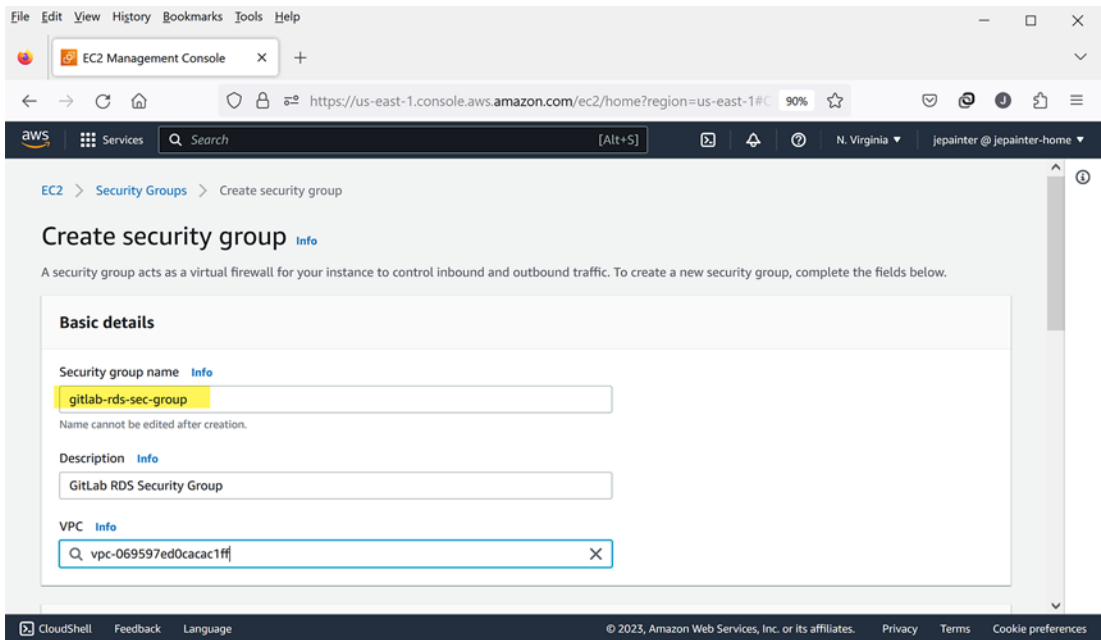 File Edit View History Bookmarks Tools Help
EC2 Management Console
https://us-east-1.console.aws.amazon.com/ec2/home?region=us-east-1#C 90%
aws Services Search [Alt+S] N. Virginia jepainter @ jepainter-home
EC2 > Security Groups > Create security group
Create security group Info
A security group acts as a virtual firewall for your instance to control inbound and outbound traffic. To create a new security group, complete the fields below.
Basic details
Security group name Info
gitlab-rds-sec-group
Name cannot be edited after creation.
Description Info
GitLab RDS Security Group
VPC Info
vpc-069597ed0cacac1ff
CloudShell Feedback Language © 2023, Amazon Web Services, Inc. or its affiliates. Privacy Terms Cookie preferences